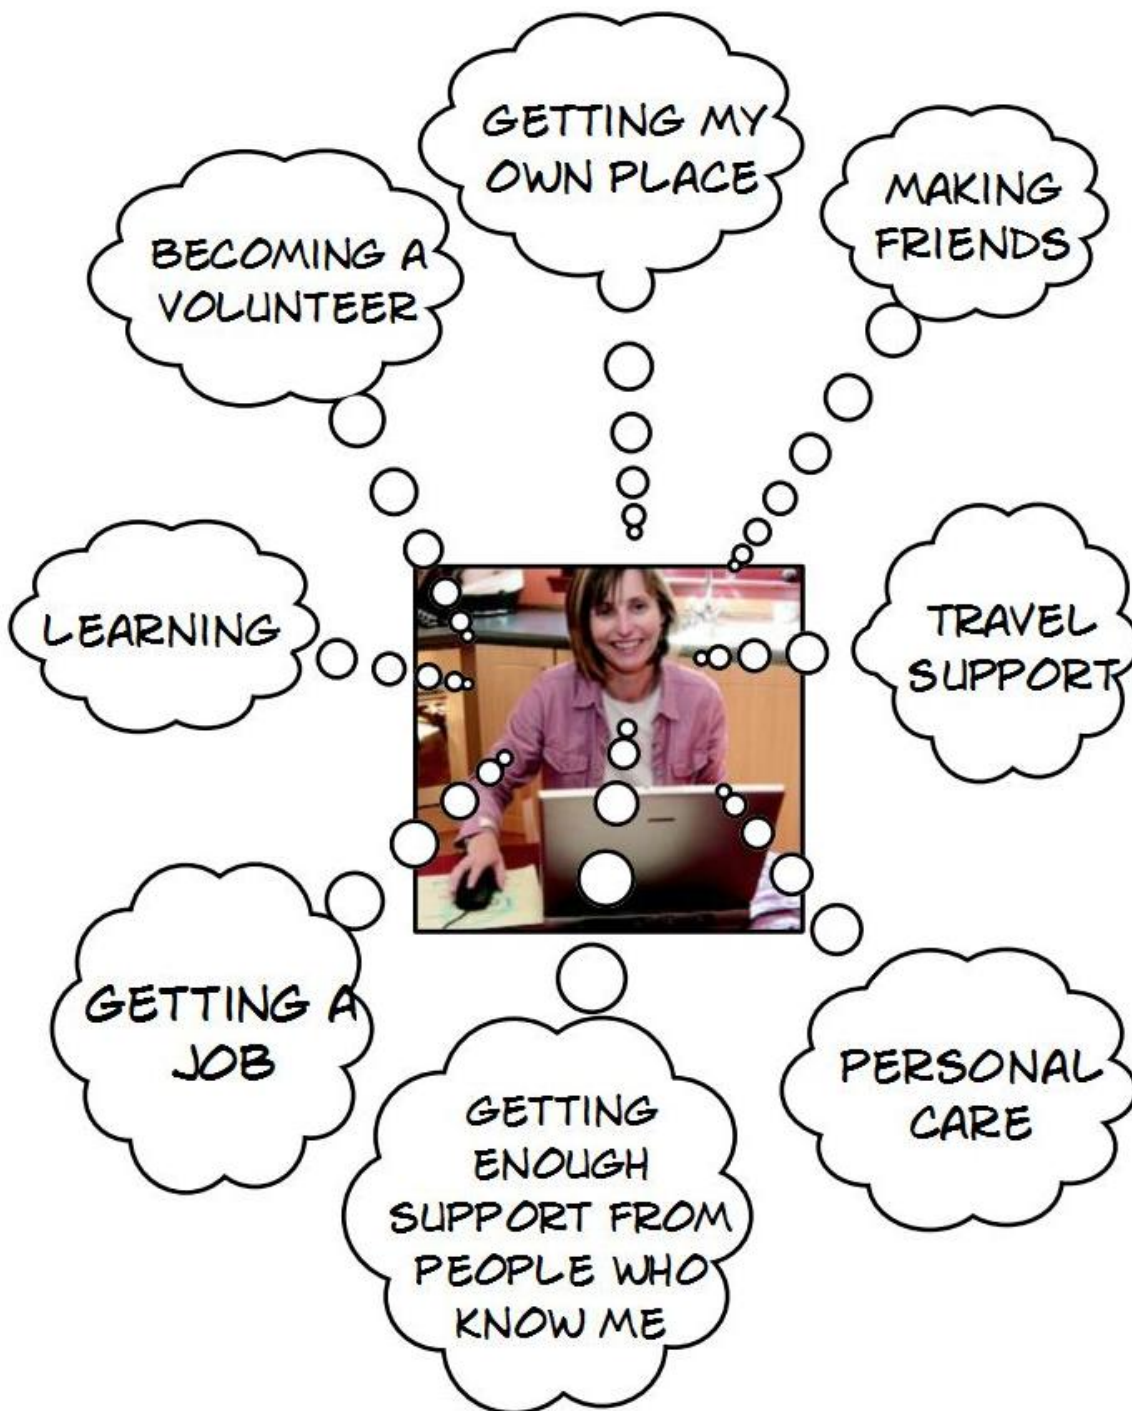 GETTING MY
OWN PLACE
MAKING
FRIENDS
BECOMING A
VOLUNTEER
LEARNING
TRAVEL
SUPPORT
GETTING A
JOB
PERSONAL
CARE
GETTING
ENOUGH
SUPPORT FROM
PEOPLE WHO
KNOW ME